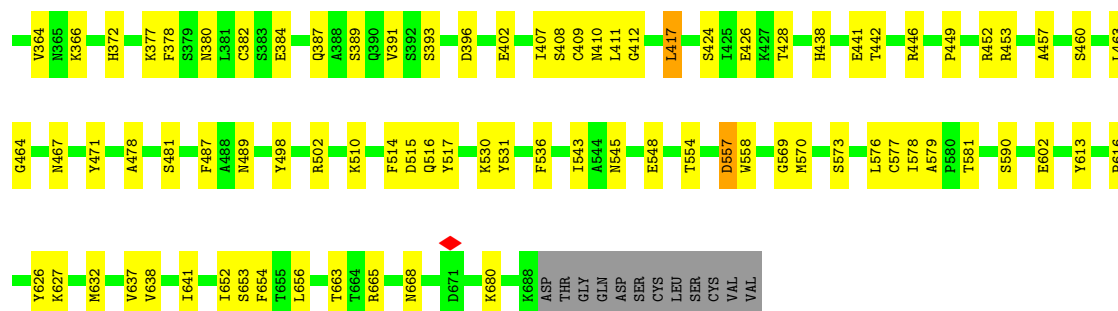 V364 N365 K366 H372 K377 F378 S379 N380 L381 C382 S383 E384 Q387 A388 S389 Q390 V391 S392 S393 D396 E402 I407 S408 C409 N410 L411 G412 L417 S424 I425 E426 K427 T428 H438 E441 T442 R446 P449 R452 R453 A457 S460 L463
G464 N467 Y471 A478 S481 F487 A488 N489 Y498 R502 K510 F514 D515 Q516 Y517 K530 Y531 F536 I543 A544 N545 E548 T554 D557 W558 G569 M570 S573 L576 C577 I578 A579 P580 T581 S590 E602 Y613
Y626 K627 M632 V637 V638 I641 I652 S653 F654 T655 L656 T663 T664 R665 N668 D671 K680 K688 ASP THR GLY GLN ASP SER CYS LEU SER CYS VAL VAL